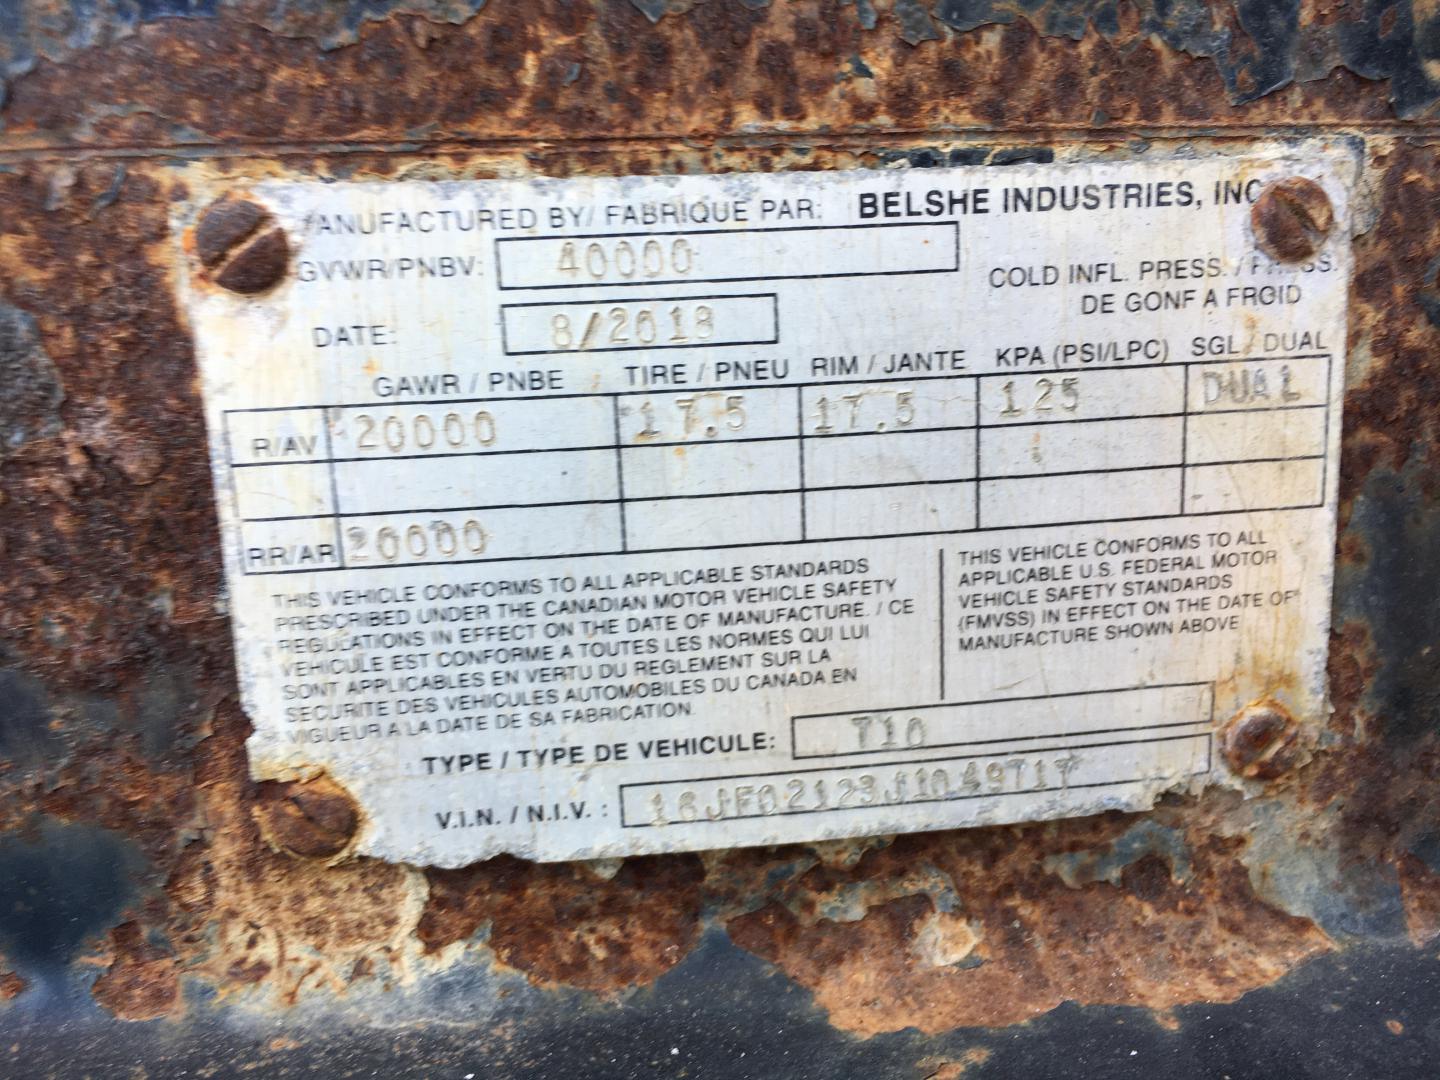 MANUFACTURED BY/ FABRIQUE PAR: BELSHE INDUSTRIES, INC
GVWR/PNBV: 40000
COLD INFL. PRESS. / PRESS.
DE GONF A FROID
DATE: 8/2018
GAWR / PNBE TIRE / PNEU RIM / JANTE KPA (PSI/LPC) SGL / DUAL
R/AV 20000 17.5 17.5 125 DUAL
RR/AR 20000
THIS VEHICLE CONFORMS TO ALL APPLICABLE STANDARDS
PRESCRIBED UNDER THE CANADIAN MOTOR VEHICLE SAFETY
REGULATIONS IN EFFECT ON THE DATE OF MANUFACTURE. / CE
VEHICULE EST CONFORME A TOUTES LES NORMES QUI LUI
SONT APPLICABLES EN VERTU DU REGLEMENT SUR LA
SECURITE DES VEHICULES AUTOMOBILES DU CANADA EN
VIGUEUR A LA DATE DE SA FABRICATION.
THIS VEHICLE CONFORMS TO ALL
APPLICABLE U.S. FEDERAL MOTOR
VEHICLE SAFETY STANDARDS
(FMVSS) IN EFFECT ON THE DATE OF
MANUFACTURE SHOWN ABOVE
TYPE / TYPE DE VEHICULE:
V.I.N. / N.I.V. :